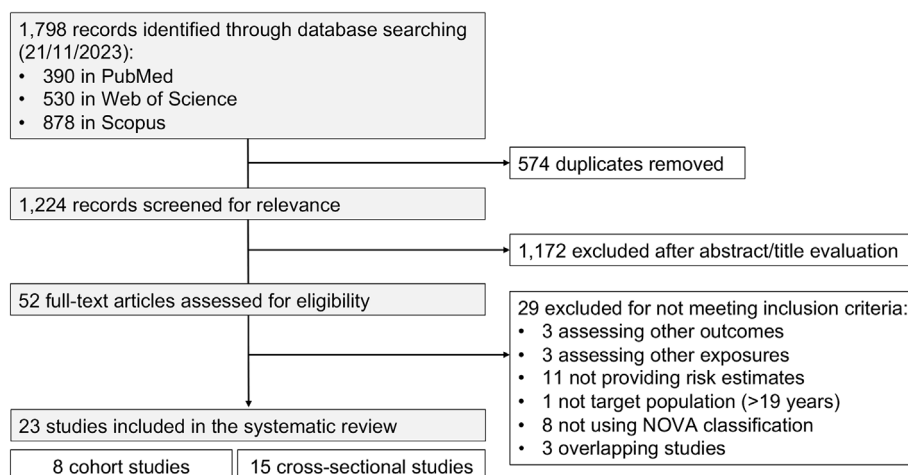 1,798 records identified through database searching
(21/11/2023):
• 390 in PubMed
• 530 in Web of Science
• 878 in Scopus
574 duplicates removed
1,224 records screened for relevance
1,172 excluded after abstract/title evaluation
52 full-text articles assessed for eligibility
29 excluded for not meeting inclusion criteria:
• 3 assessing other outcomes
• 3 assessing other exposures
• 11 not providing risk estimates
• 1 not target population (>19 years)
• 8 not using NOVA classification
• 3 overlapping studies
23 studies included in the systematic review
8 cohort studies
15 cross-sectional studies